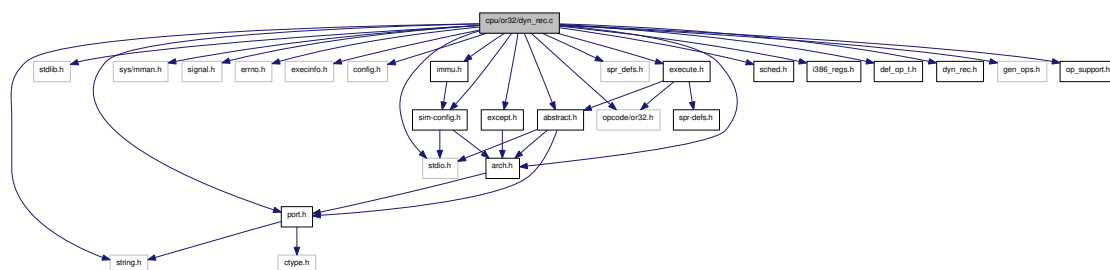 cpu/or32/dyn_rec.c
stdlib.h
sys/mman.h
signal.h
errno.h
execinfo.h
config.h
immu.h
spr_defs.h
execute.h
sched.h
i386_regs.h
def_op_t.h
dyn_rec.h
gen_ops.h
op_support.h
sim-config.h
except.h
abstract.h
opcode/or32.h
spr-defs.h
stdio.h
arch.h
port.h
string.h
ctype.h